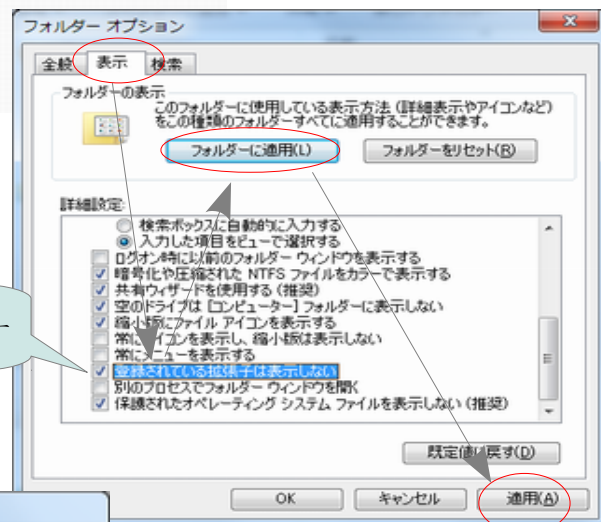 フォルダー オプション
全般 表示 検索
フォルダーの表示
このフォルダーに使用している表示方法（詳細表示やアイコンなど）
をこの種類のフォルダーすべてに適用することができます。
フォルダーに適用(L) フォルダーをリセット(R)
詳細設定:
検索ボックスに自動的に入力する
入力した項目をビューで選択する
ログオン時に以前のフォルダー ウィンドウを表示する
暗号化や圧縮された NTFS ファイルをカラーで表示する
共有ウィザードを使用する (推奨)
空のドライブは [コンピューター] フォルダーに表示しない
縮小版にファイル アイコンを表示する
常にアイコンを表示し、縮小版は表示しない
常にメニューを表示する
登録されている拡張子は表示しない
別のプロセスでフォルダー ウィンドウを開く
保護されたオペレーティング システム ファイルを表示しない (推奨)
既定値に戻す(D)
OK キャンセル 適用(A)